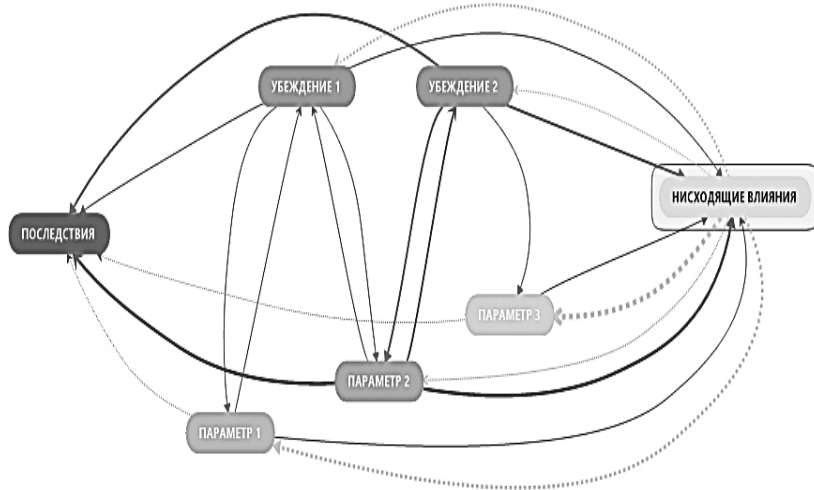 УБЕЖДЕНИЕ 1
УБЕЖДЕНИЕ 2
НИСХОДЯЩИЕ ВЛИЯНИЯ
ПОСЛЕДСТВИЯ
ПАРАМЕТР 3
ПАРАМЕТР 2
ПАРАМЕТР 1